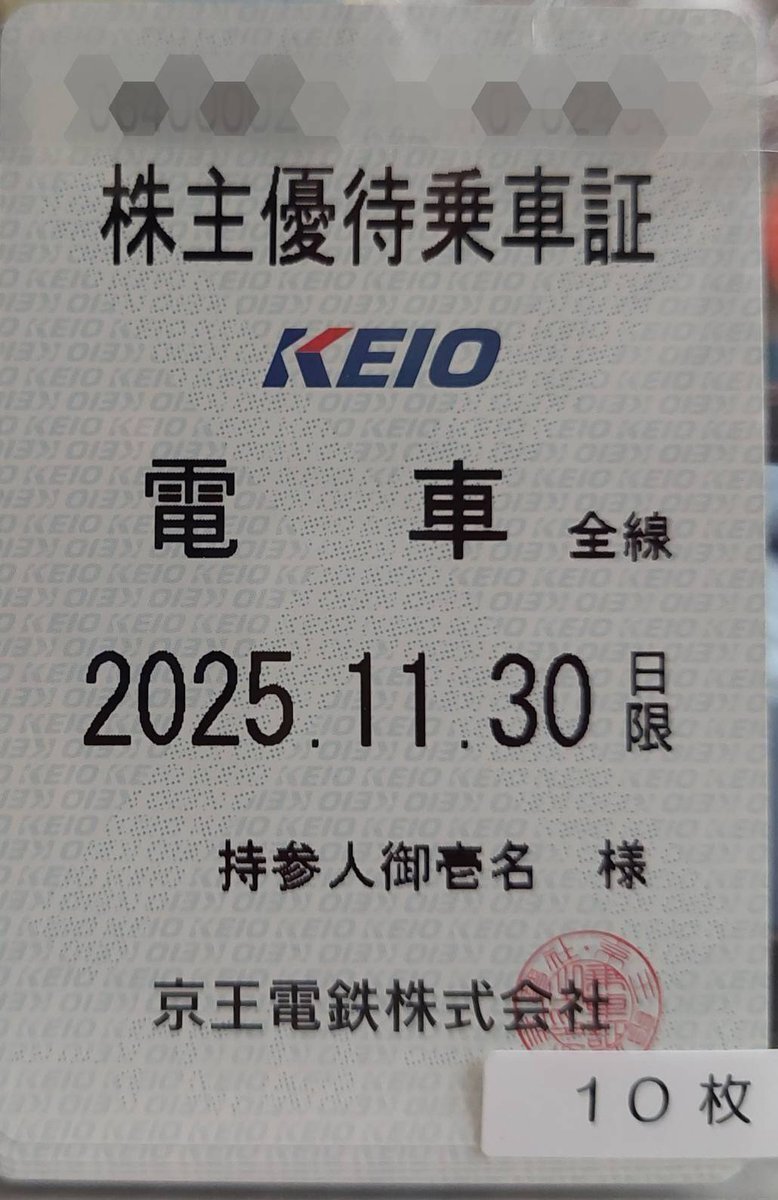 株主優待乗車証
KEIO
電 車 全線
2025.11.30 日限
持参人御壱名 様
京王電鉄株式会社
10枚